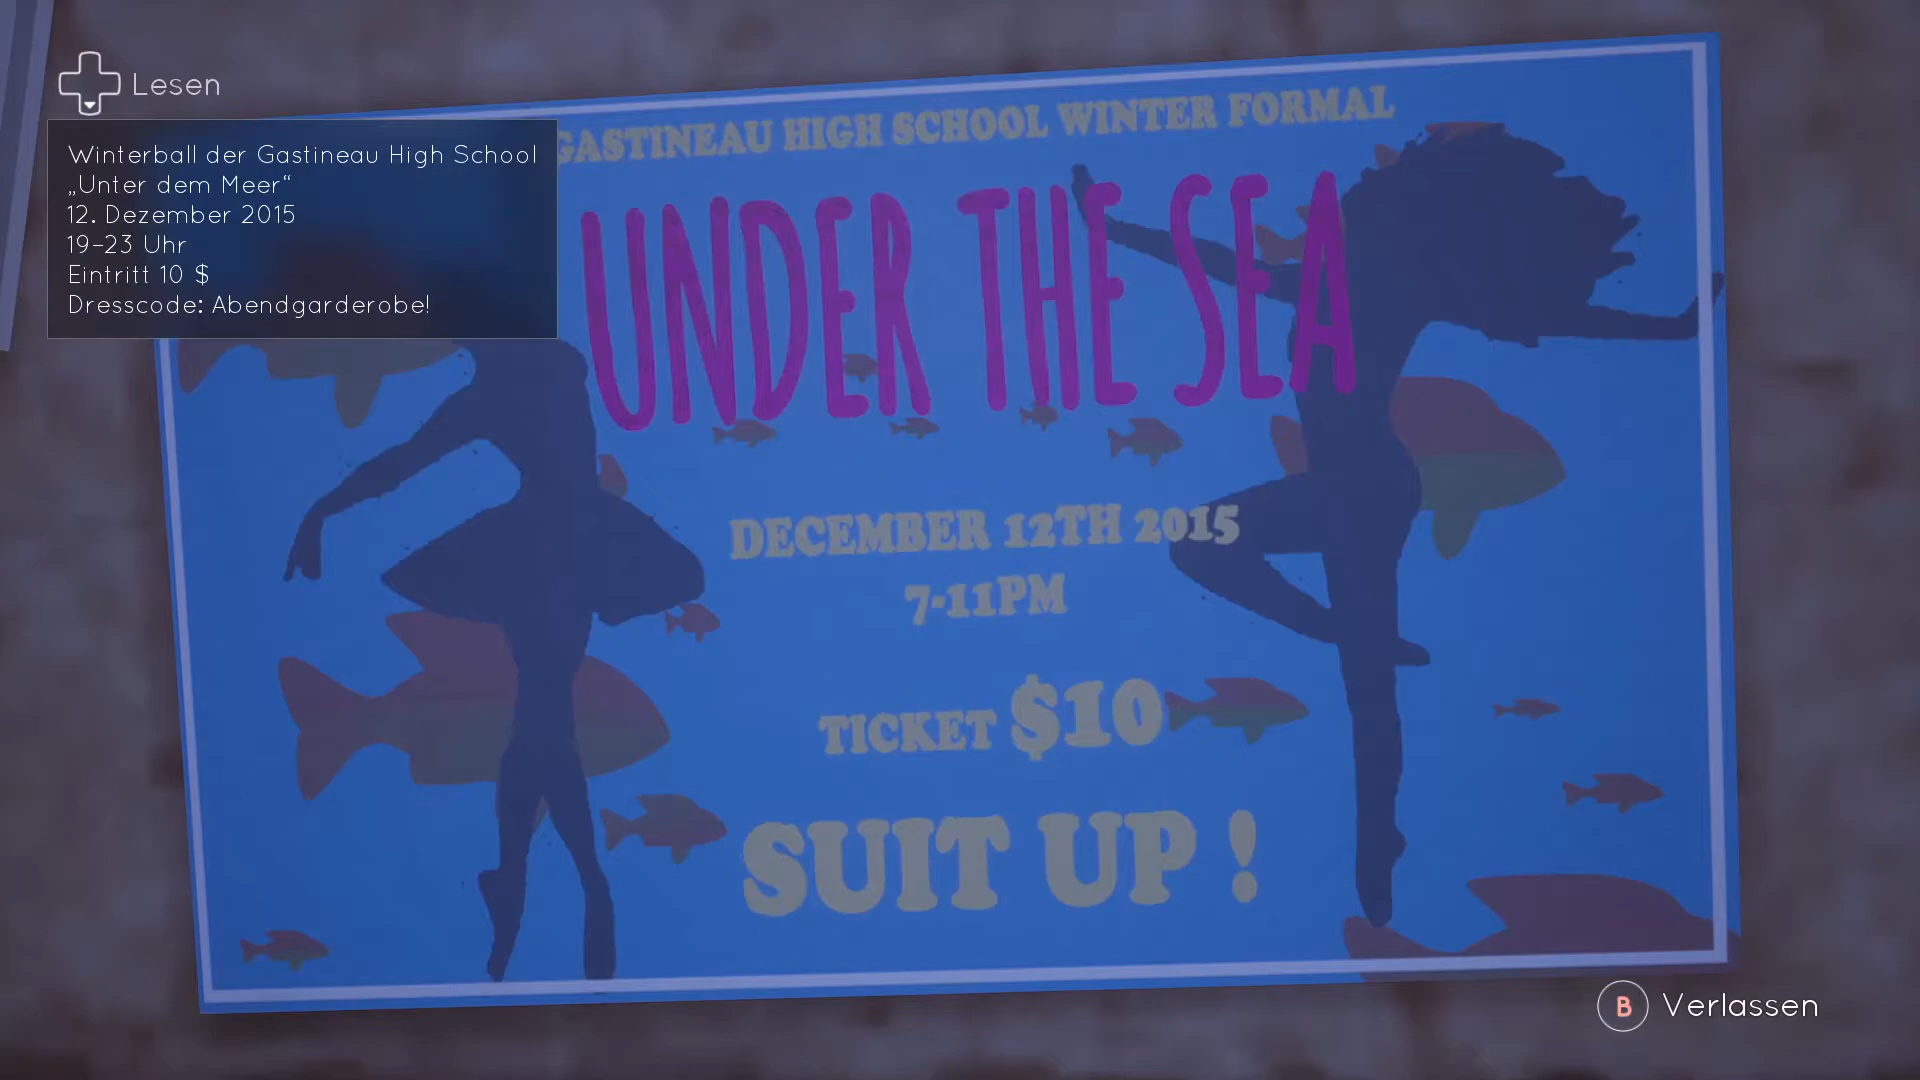 Lesen
Winterball der Gastineau High School
„Unter dem Meer“
12. Dezember 2015
19–23 Uhr
Eintritt 10 $
Dresscode: Abendgarderobe!
GASTINEAU HIGH SCHOOL WINTER FORMAL
UNDER THE SEA
DECEMBER 12TH 2015
7-11PM
TICKET $10
SUIT UP !
B Verlassen